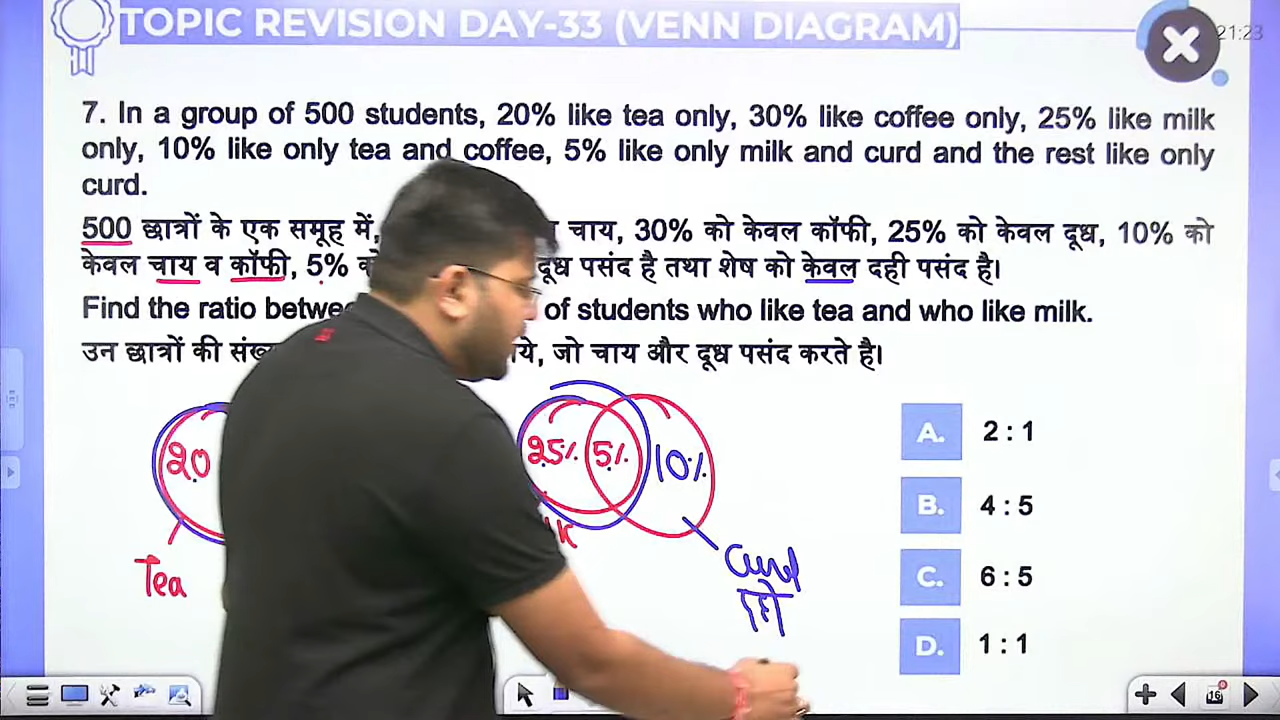 TOPIC REVISION DAY-33 (VENN DIAGRAM)
21:23
7. In a group of 500 students, 20% like tea only, 30% like coffee only, 25% like milk
only, 10% like only tea and coffee, 5% like only milk and curd and the rest like only
curd.
500 छात्रों के एक समूह में, चाय, 30% को केवल कॉफी, 25% को केवल दूध, 10% को
केवल चाय व कॉफी, 5% दूध पसंद है तथा शेष को केवल दही पसंद है।
Find the ratio of students who like tea and who like milk.
उन छात्रों की जो चाय और दूध पसंद करते है।
20
25% 5% 10%
Tea
Curd
दही
A. 2 : 1
B. 4 : 5
C. 6 : 5
D. 1 : 1
16